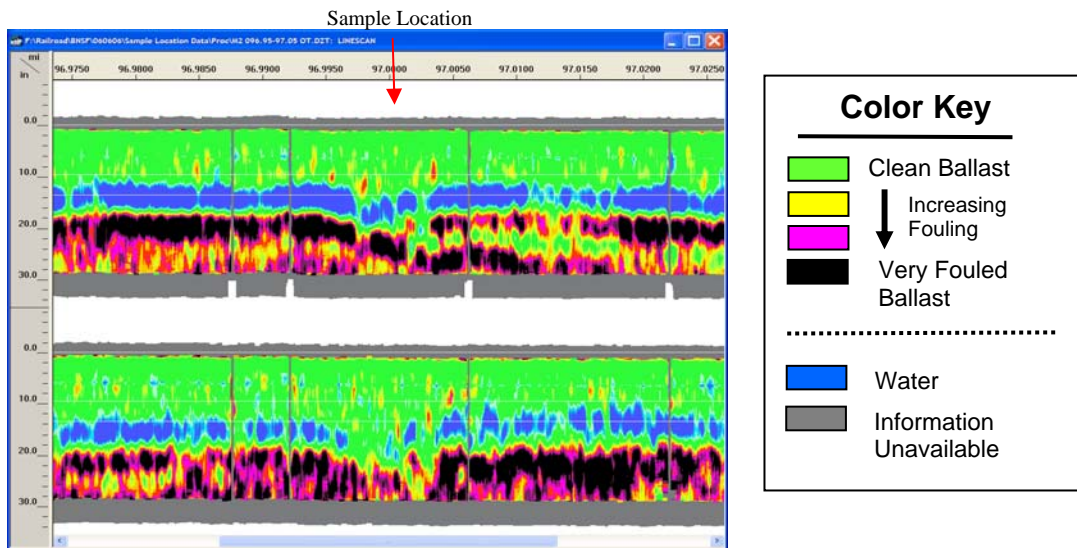 Sample Location
F:\Railroad\BNSF\060606\Sample Location Data\Proc\M2 096.95-97.05 OT.DZT: LINESCAN
mi
in
96.9750 96.9800 96.9850 96.9900 96.9950 97.0000 97.0050 97.0100 97.0150 97.0200 97.0250
0.0
10.0
20.0
30.0
0.0
10.0
20.0
30.0
Color Key
Clean Ballast
Increasing
Fouling
Very Fouled
Ballast
Water
Information
Unavailable